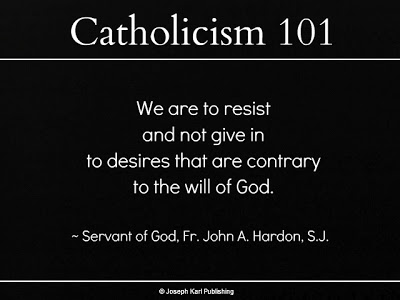 Catholicism 101
We are to resist
and not give in
to desires that are contrary
to the will of God.
~ Servant of God, Fr. John A. Hardon, S.J.
© Joseph Karl Publishing